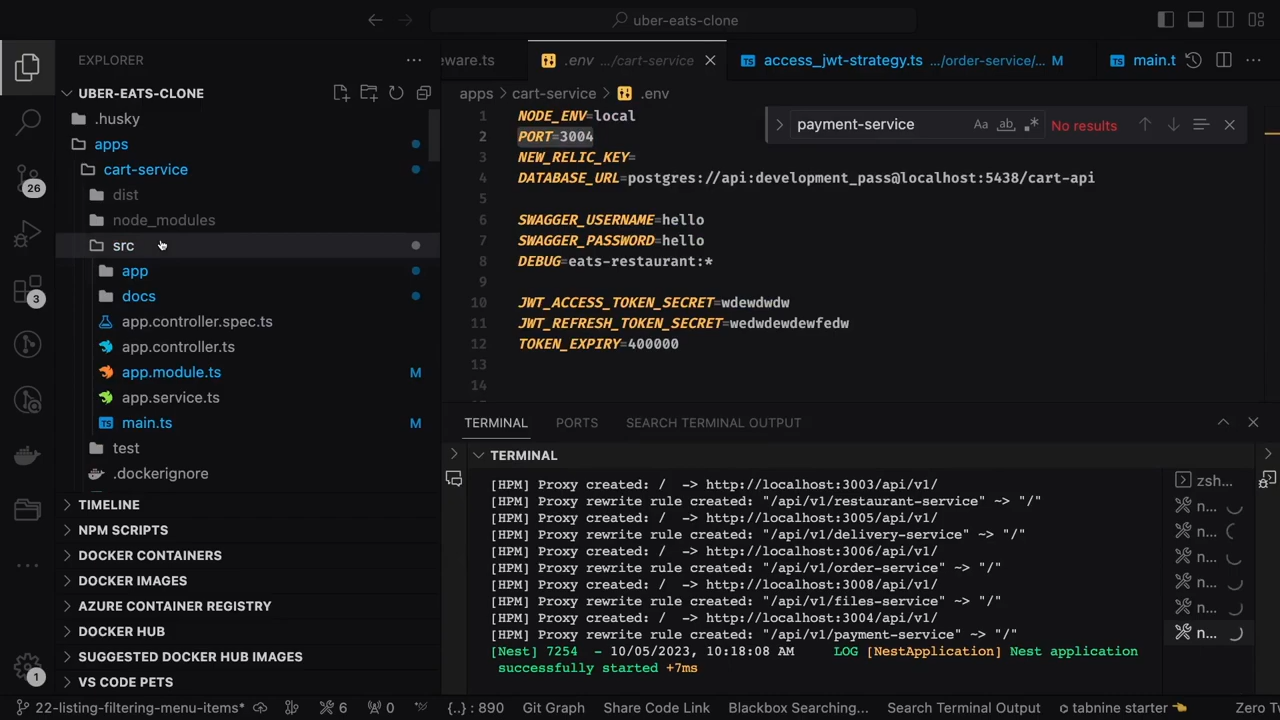 uber-eats-clone
EXPLORER
UBER-EATS-CLONE
.husky
apps
cart-service
dist
node_modules
src
app
docs
app.controller.spec.ts
app.controller.ts
app.module.ts M
app.service.ts
main.ts M
test
.dockerignore
TIMELINE
NPM SCRIPTS
DOCKER CONTAINERS
DOCKER IMAGES
AZURE CONTAINER REGISTRY
DOCKER HUB
SUGGESTED DOCKER HUB IMAGES
VS CODE PETS
26
3
1
eware.ts
.env .../cart-service
access_jwt-strategy.ts .../order-service/... M
main.t
apps > cart-service > .env
payment-service
Aa ab .* No results
1 NODE_ENV=local
2 PORT=3004
3 NEW_RELIC_KEY=
4 DATABASE_URL=postgres://api:development_pass@localhost:5438/cart-api
5
6 SWAGGER_USERNAME=hello
7 SWAGGER_PASSWORD=hello
8 DEBUG=eats-restaurant:*
9
10 JWT_ACCESS_TOKEN_SECRET=wdewdwdw
11 JWT_REFRESH_TOKEN_SECRET=wedwdewdewfedw
12 TOKEN_EXPIRY=400000
13
14
TERMINAL PORTS SEARCH TERMINAL OUTPUT
TERMINAL
[HPM] Proxy created: / -> http://localhost:3003/api/v1/
[HPM] Proxy rewrite rule created: "/api/v1/restaurant-service" ~> "/"
[HPM] Proxy created: / -> http://localhost:3005/api/v1/
[HPM] Proxy rewrite rule created: "/api/v1/delivery-service" ~> "/"
[HPM] Proxy created: / -> http://localhost:3006/api/v1/
[HPM] Proxy rewrite rule created: "/api/v1/order-service" ~> "/"
[HPM] Proxy created: / -> http://localhost:3008/api/v1/
[HPM] Proxy rewrite rule created: "/api/v1/files-service" ~> "/"
[HPM] Proxy created: / -> http://localhost:3004/api/v1/
[HPM] Proxy rewrite rule created: "/api/v1/payment-service" ~> "/"
[Nest] 7254 - 10/05/2023, 10:18:08 AM LOG [NestApplication] Nest application
successfully started +7ms
zsh...
n...
n...
n...
n...
n...
n...
22-listing-filtering-menu-items* 6 0 {..} : 890 Git Graph Share Code Link Blackbox Searching... Search Terminal Output tabnine starter Zero T